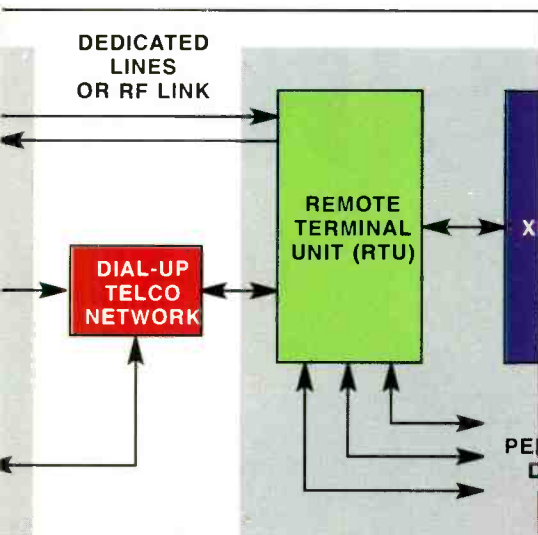 DEDICATED
LINES
OR RF LINK
REMOTE
TERMINAL
UNIT (RTU)
DIAL-UP
TELCO
NETWORK